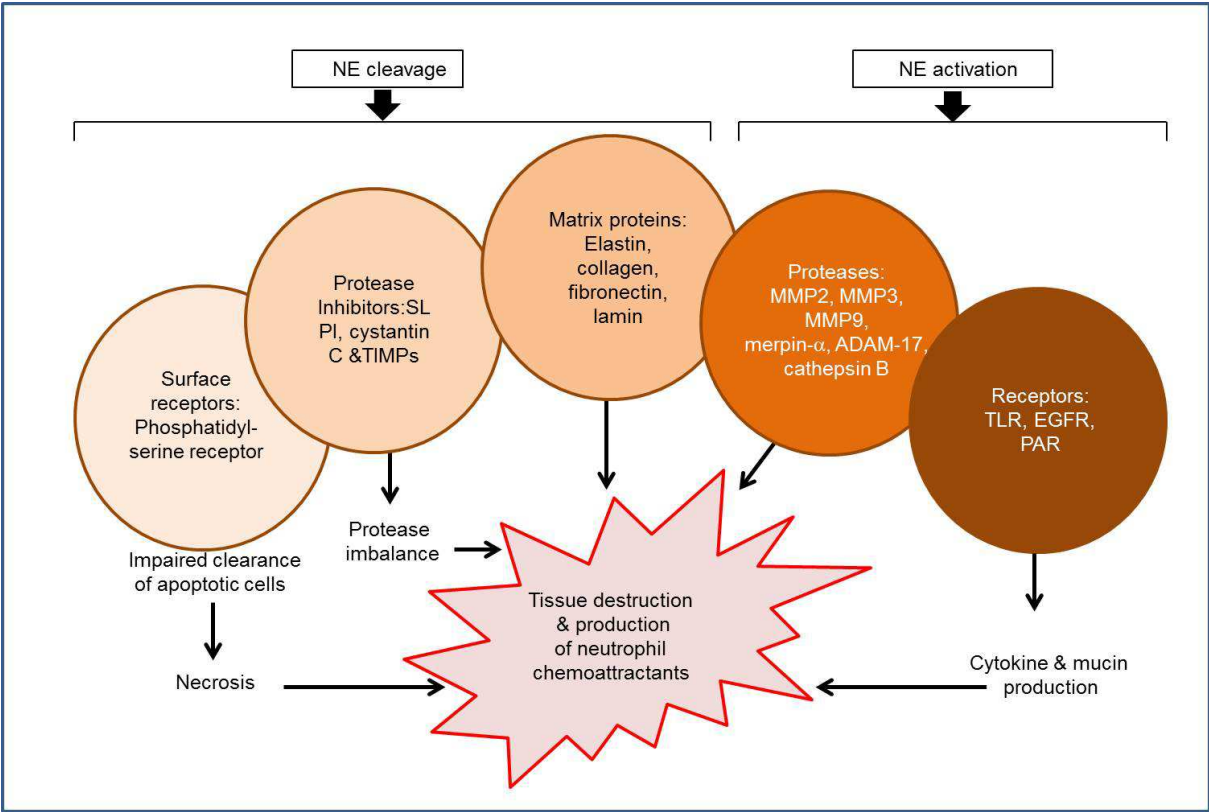 NE cleavage
NE activation
Surface
receptors:
Phosphatidyl-
serine receptor
Protease
Inhibitors:SL
PI, cystantin
C &TIMPs
Matrix proteins:
Elastin,
collagen,
fibronectin,
lamin
Proteases:
MMP2, MMP3,
MMP9,
merpin-α, ADAM-17,
cathepsin B
Receptors:
TLR, EGFR,
PAR
Impaired clearance
of apoptotic cells
Necrosis
Protease
imbalance
Tissue destruction
& production
of neutrophil
chemoattractants
Cytokine & mucin
production